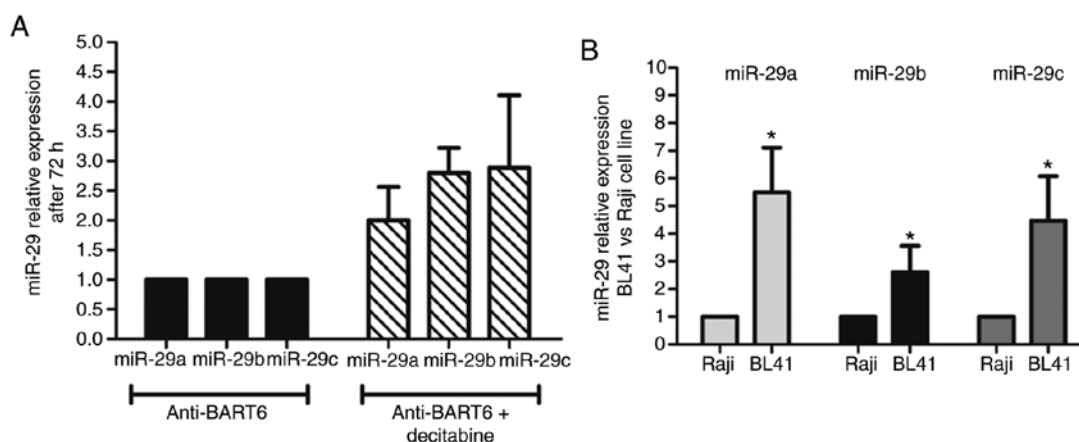 A
miR-29 relative expression
after 72 h
5.0
4.5
4.0
3.5
3.0
2.5
2.0
1.5
1.0
0.5
0.0
miR-29a miR-29b miR-29c
miR-29a miR-29b miR-29c
Anti-BART6
Anti-BART6 +
decitabine
B
miR-29 relative expression
BL41 vs Raji cell line
10
9
8
7
6
5
4
3
2
1
0
miR-29a
miR-29b
miR-29c
*
*
*
Raji BL41
Raji BL41
Raji BL41